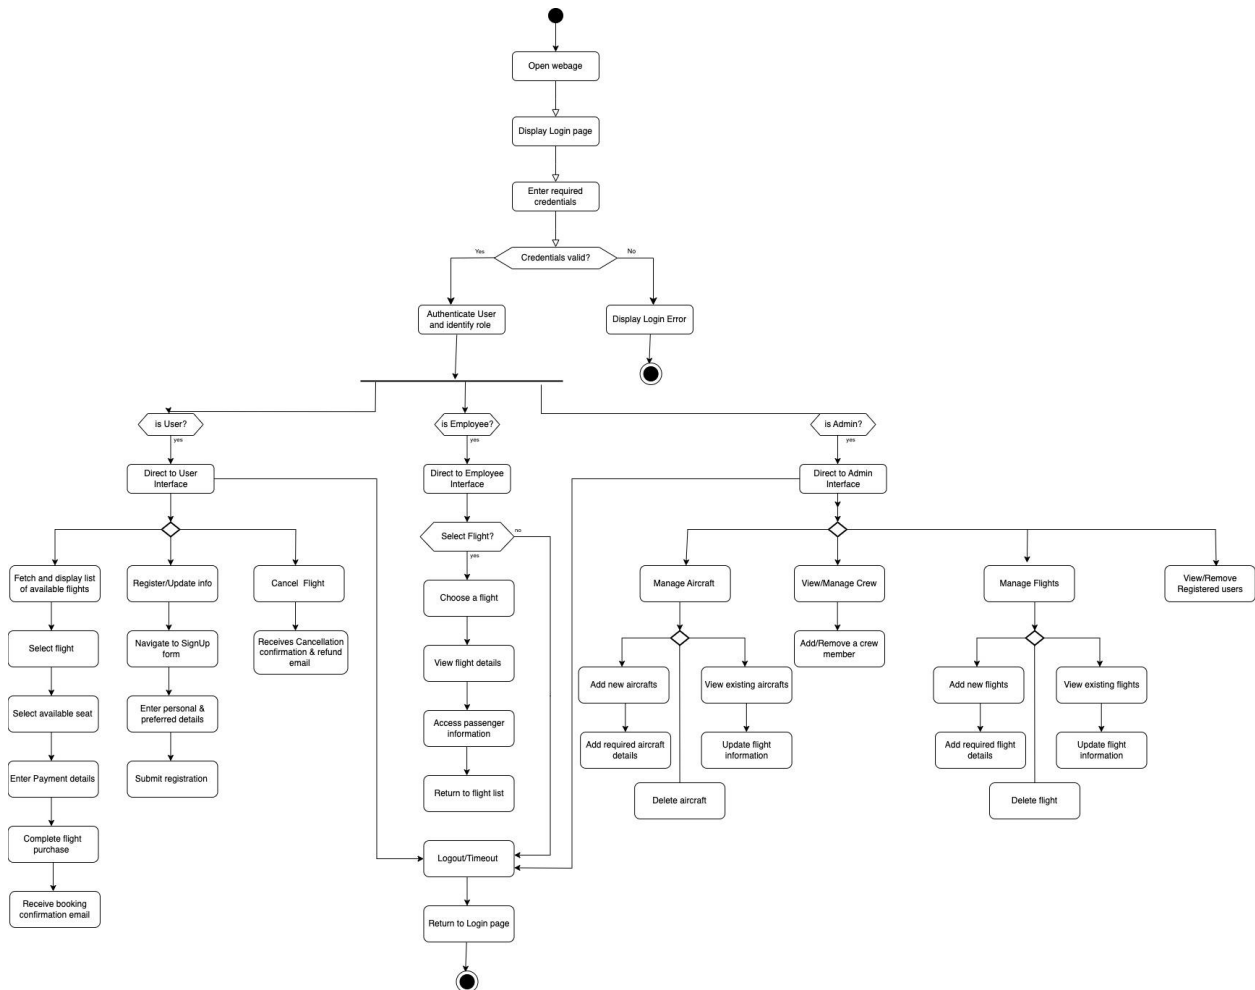 Open webage
Display Login page
Enter required
credentials
Yes
Credentials valid?
No
Authenticate User
and identify role
Display Login Error
is User?
is Employee?
is Admin?
yes
yes
yes
Direct to User
Interface
Direct to Employee
Interface
Direct to Admin
Interface
Select Flight?
no
yes
Fetch and display list
of available flights
Register/Update info
Cancel Flight
Choose a flight
Manage Aircraft
View/Manage Crew
Manage Flights
View/Remove
Registered users
Select flight
Navigate to SignUp
form
Receives Cancellation
confirmation & refund
email
View flight details
Add/Remove a crew
member
Add new aircrafts
View existing aircrafts
Add new flights
View existing flights
Select available seat
Enter personal &
preferred details
Access passenger
information
Add required aircraft
details
Update flight
information
Add required flight
details
Update flight
information
Enter Payment details
Submit registration
Return to flight list
Delete aircraft
Delete flight
Complete flight
purchase
Logout/Timeout
Receive booking
confirmation email
Return to Login page